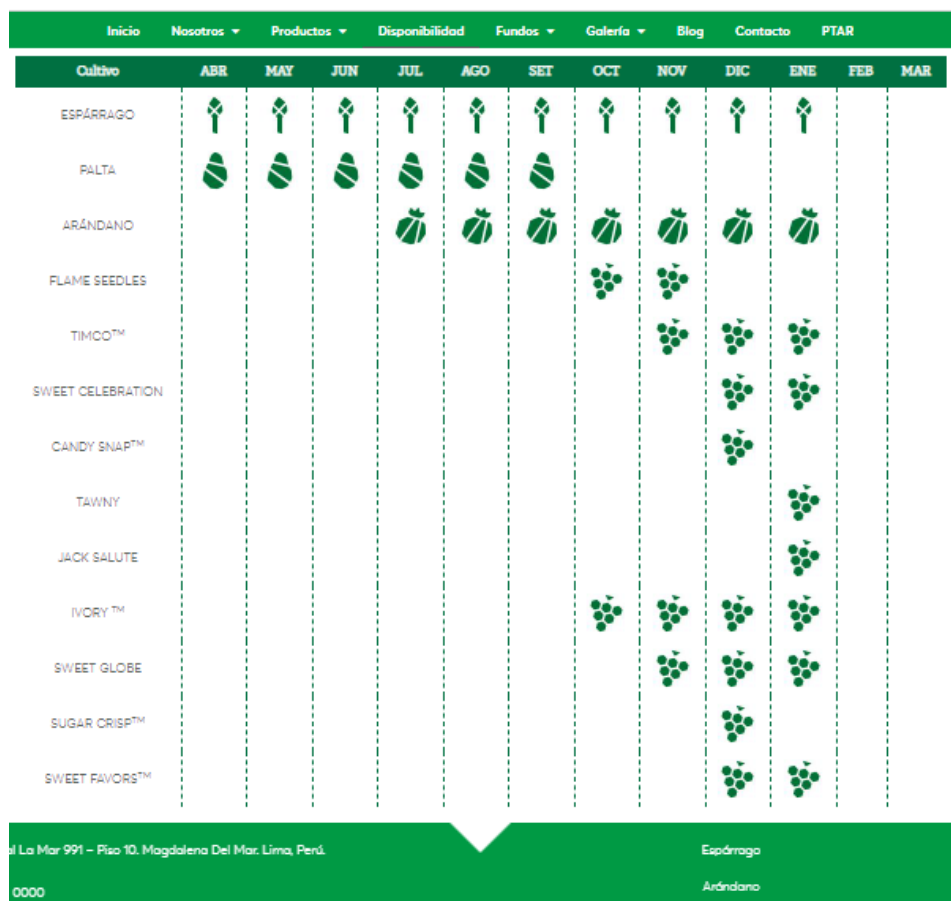 Inicio Nosotros Productos Disponibilidad Fundos Galería Blog Contacto PTAR
Cultivo ABR MAY JUN JUL AGO SET OCT NOV DIC ENE FEB MAR
ESPÁRRAGO
PALTA
ARÁNDANO
FLAME SEEDLES
TIMCO™
SWEET CELEBRATION
CANDY SNAP™
TAWNY
JACK SALUTE
IVORY ™
SWEET GLOBE
SUGAR CRISP™
SWEET FAVORS™
al La Mar 991 – Piso 10. Magdalena Del Mar. Lima, Perú. Espárrago
0000 Arándano